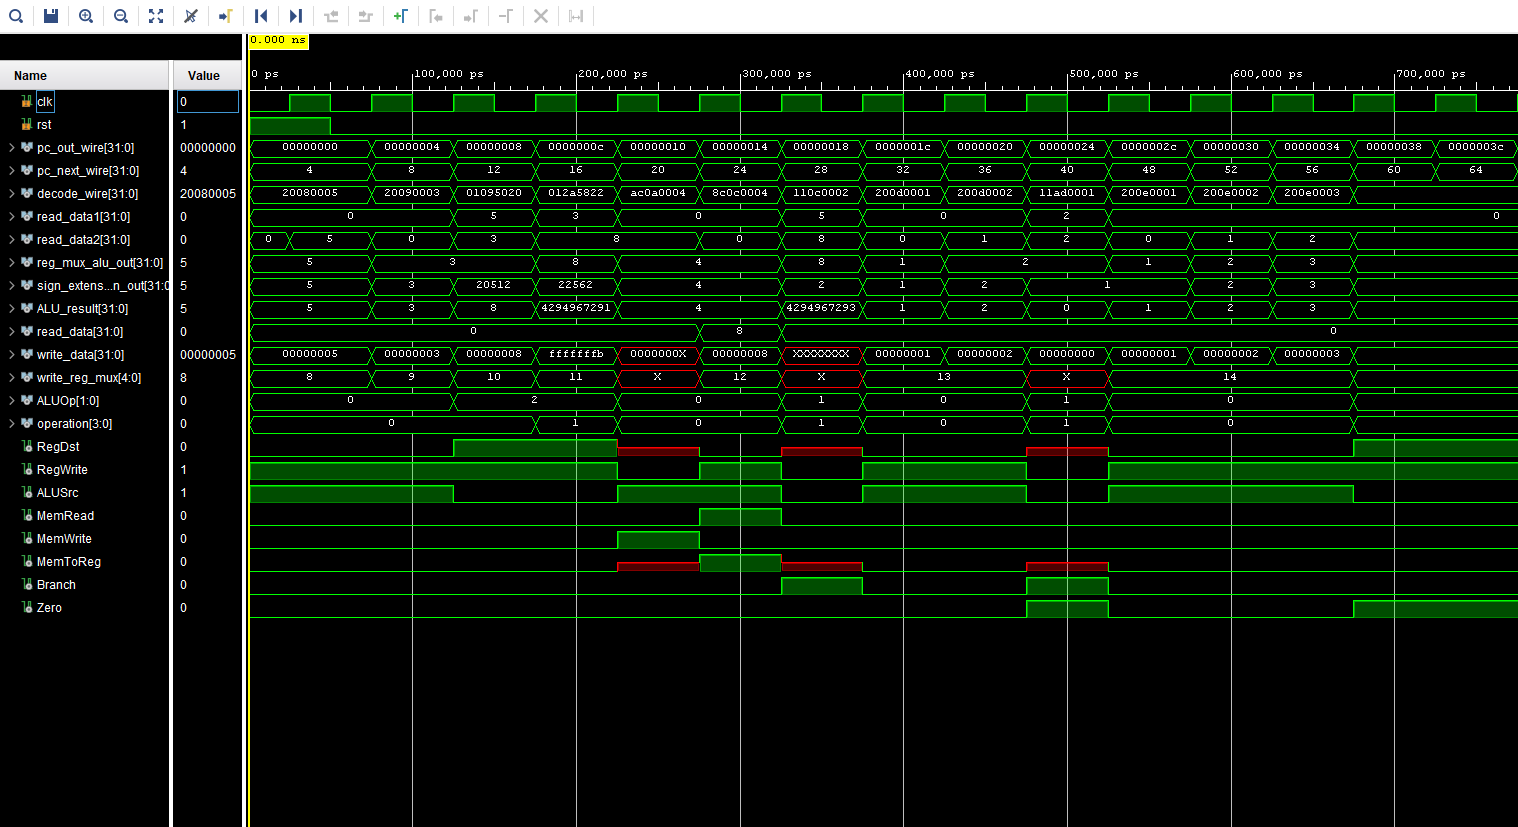 0.000 ns
Name Value
0 ps 100,000 ps 200,000 ps 300,000 ps 400,000 ps 500,000 ps 600,000 ps 700,000 ps
clk 0
rst 1
pc_out_wire[31:0] 00000000 00000000 00000004 00000008 0000000c 00000010 00000014 00000018 0000001c 00000020 00000024 0000002c 00000030 00000034 00000038 0000003c
pc_next_wire[31:0] 4 4 8 12 16 20 24 28 32 36 40 48 52 56 60 64
decode_wire[31:0] 20080005 20080005 20090003 01095020 012a5822 ac0a0004 8c0c0004 110c0002 200d0001 200d0002 11ad0001 200e0001 200e0002 200e0003
read_data1[31:0] 0 0 5 3 0 5 0 2 0
read_data2[31:0] 0 0 5 0 3 8 0 8 0 1 2 0 1 2
reg_mux_alu_out[31:0] 5 5 3 8 4 8 1 2 1 2 3
sign_extens...n_out[31:0 5 5 3 20512 22562 4 2 1 2 1 2 3
ALU_result[31:0] 5 5 3 8 4294967291 4 4294967293 1 2 0 1 2 3
read_data[31:0] 0 0 8 0
write_data[31:0] 00000005 00000005 00000003 00000008 fffffffb 0000000X 00000008 XXXXXXXX 00000001 00000002 00000000 00000001 00000002 00000003
write_reg_mux[4:0] 8 8 9 10 11 X 12 X 13 X 14
ALUOp[1:0] 0 0 2 0 1 0 1 0
operation[3:0] 0 0 1 0 1 0 1 0
RegDst 0
RegWrite 1
ALUSrc 1
MemRead 0
MemWrite 0
MemToReg 0
Branch 0
Zero 0